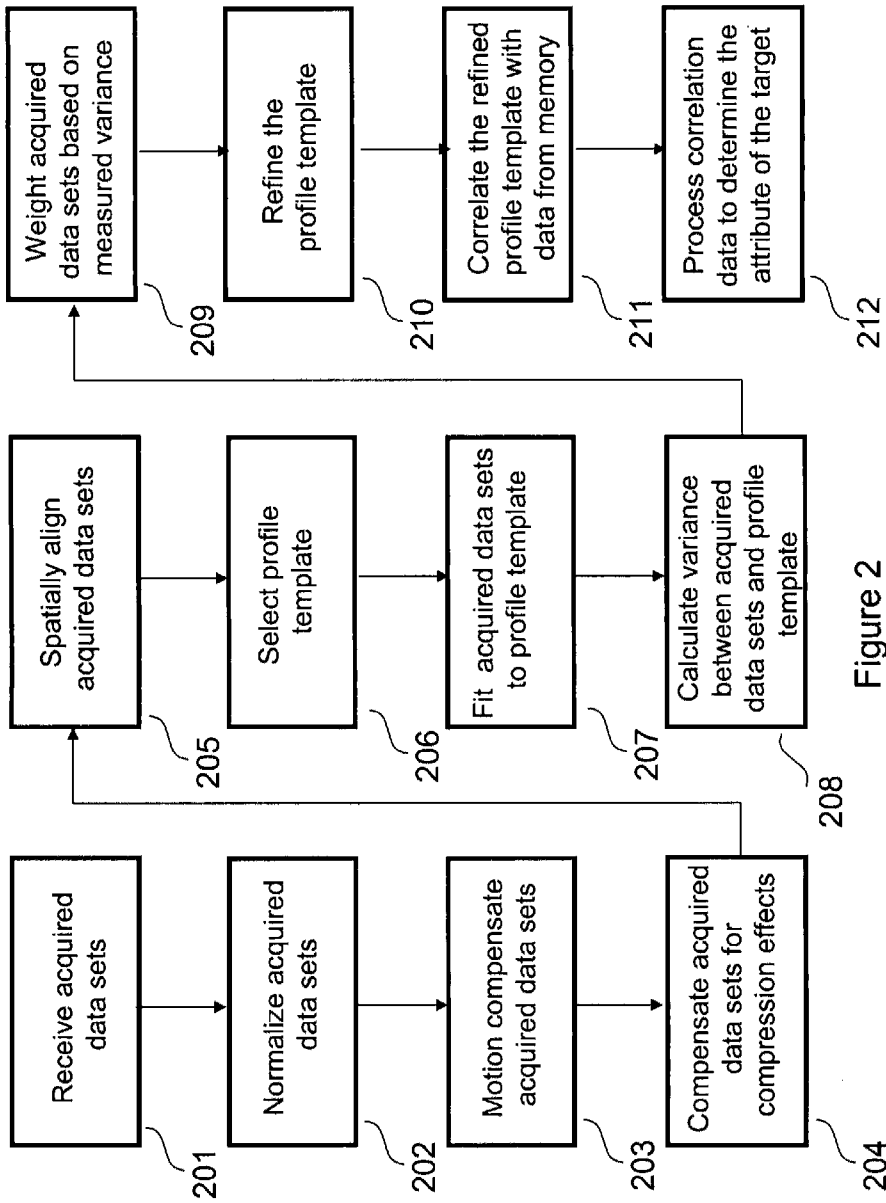 Receive acquired
data sets
201
Normalize acquired
data sets
202
Motion compensate
acquired data sets
203
Compensate acquired
data sets for
compression effects
204
Spatially align
acquired data sets
205
Select profile
template
206
Fit acquired data sets
to profile template
207
Calculate variance
between acquired
data sets and profile
template
208
Weight acquired
data sets based on
measured variance
209
Refine the
profile template
210
Correlate the refined
profile template with
data from memory
211
Process correlation
data to determine the
attribute of the target
212
Figure 2